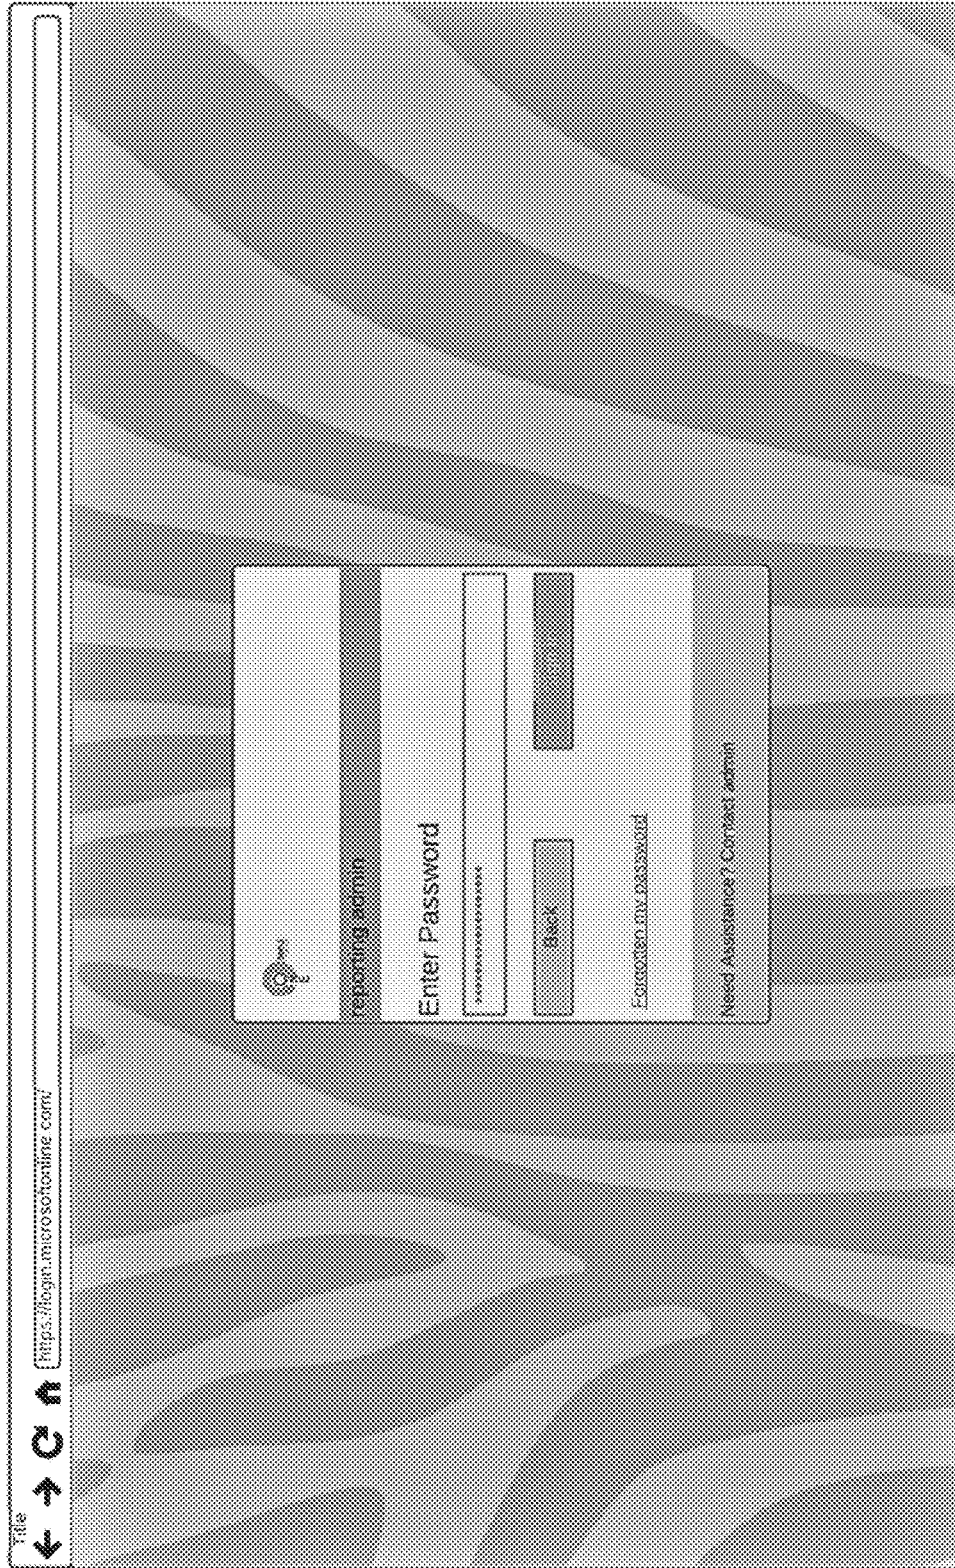 Title
https://login.microsoftonline.com/
reporting admin
Enter Password
Back
Forgotten my password
Need Assistance? Contact admin